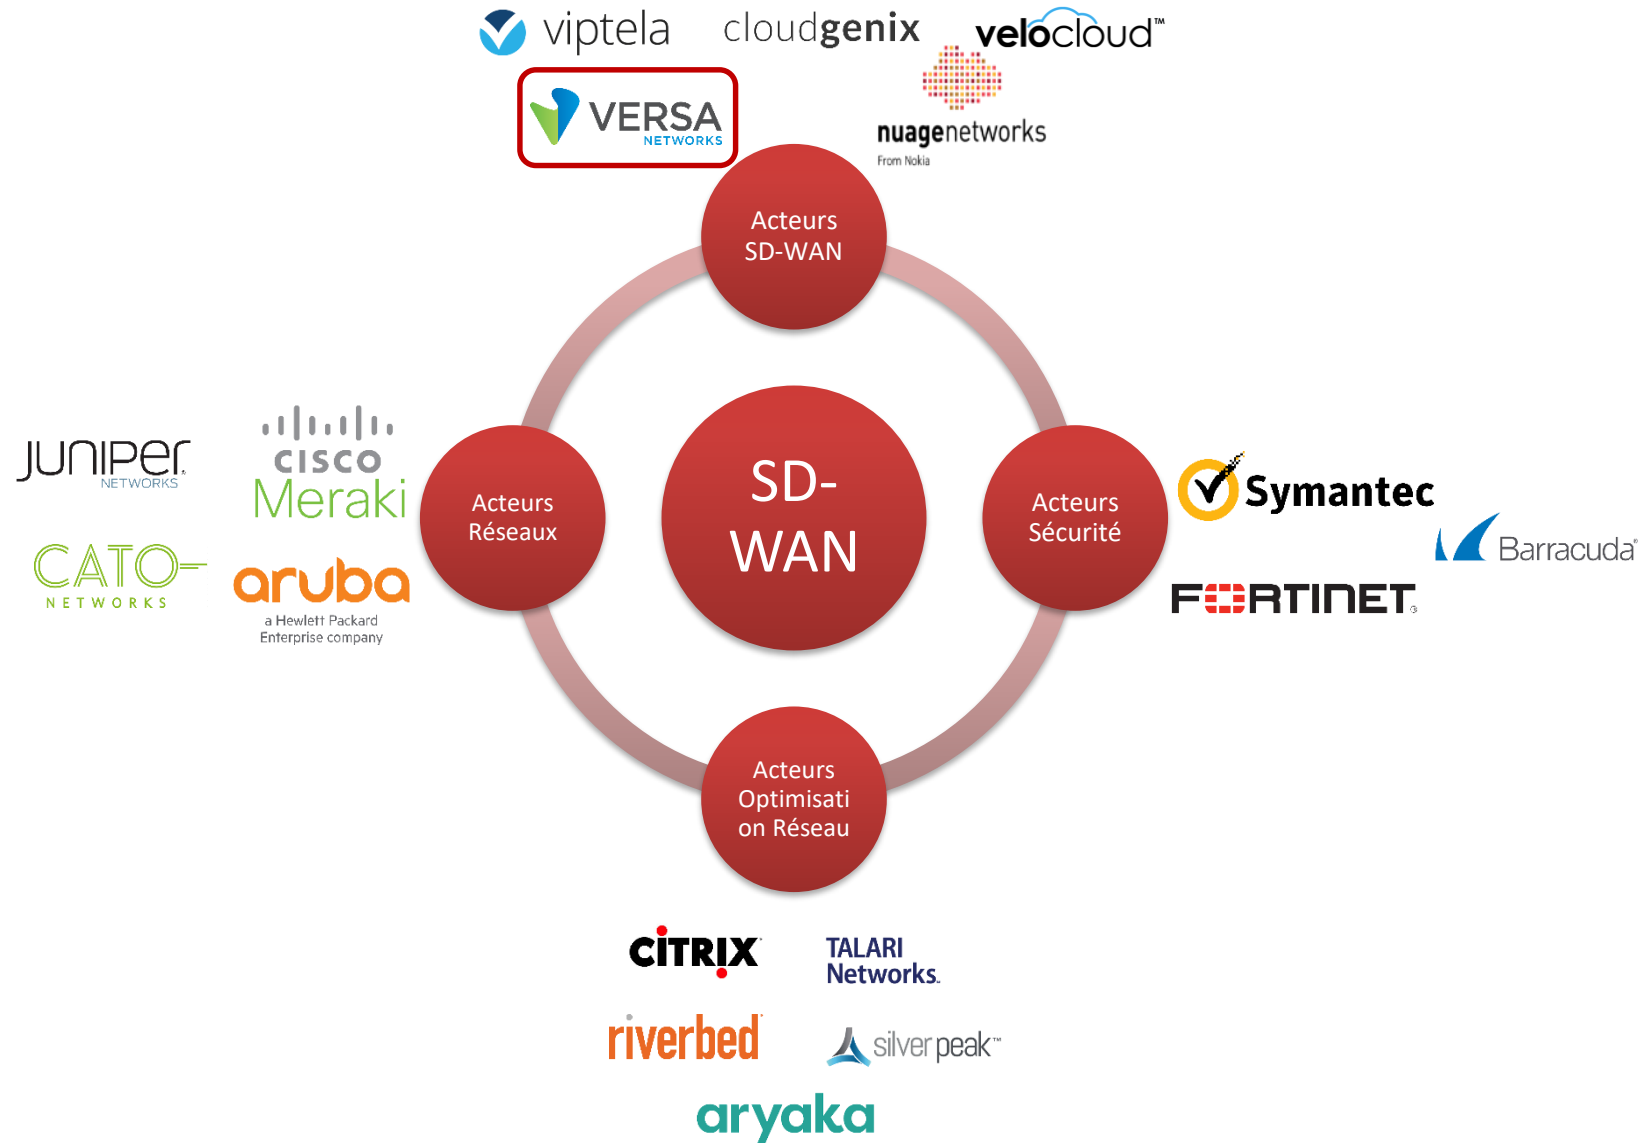 viptela
cloudgenix
velocloud™
VERSA
NETWORKS
nuagenetworks
From Nokia
Acteurs
SD-WAN
JUNIPER
NETWORKS
CISCO
Meraki
CATO
NETWORKS
aruba
a Hewlett Packard
Enterprise company
Acteurs
Réseaux
SD-
WAN
Acteurs
Sécurité
Symantec
Barracuda
FORTINET
Acteurs
Optimisati
on Réseau
CITRIX
TALARI
Networks
riverbed
silver peak™
aryaka